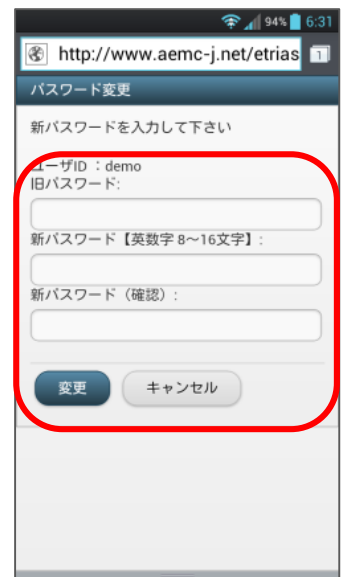 94% 6:31
http://www.aemc-j.net/etrias 1
パスワード変更
新パスワードを入力して下さい
ユーザID ：demo
旧パスワード:
新パスワード【英数字 8～16文字】:
新パスワード（確認）:
変更 キャンセル